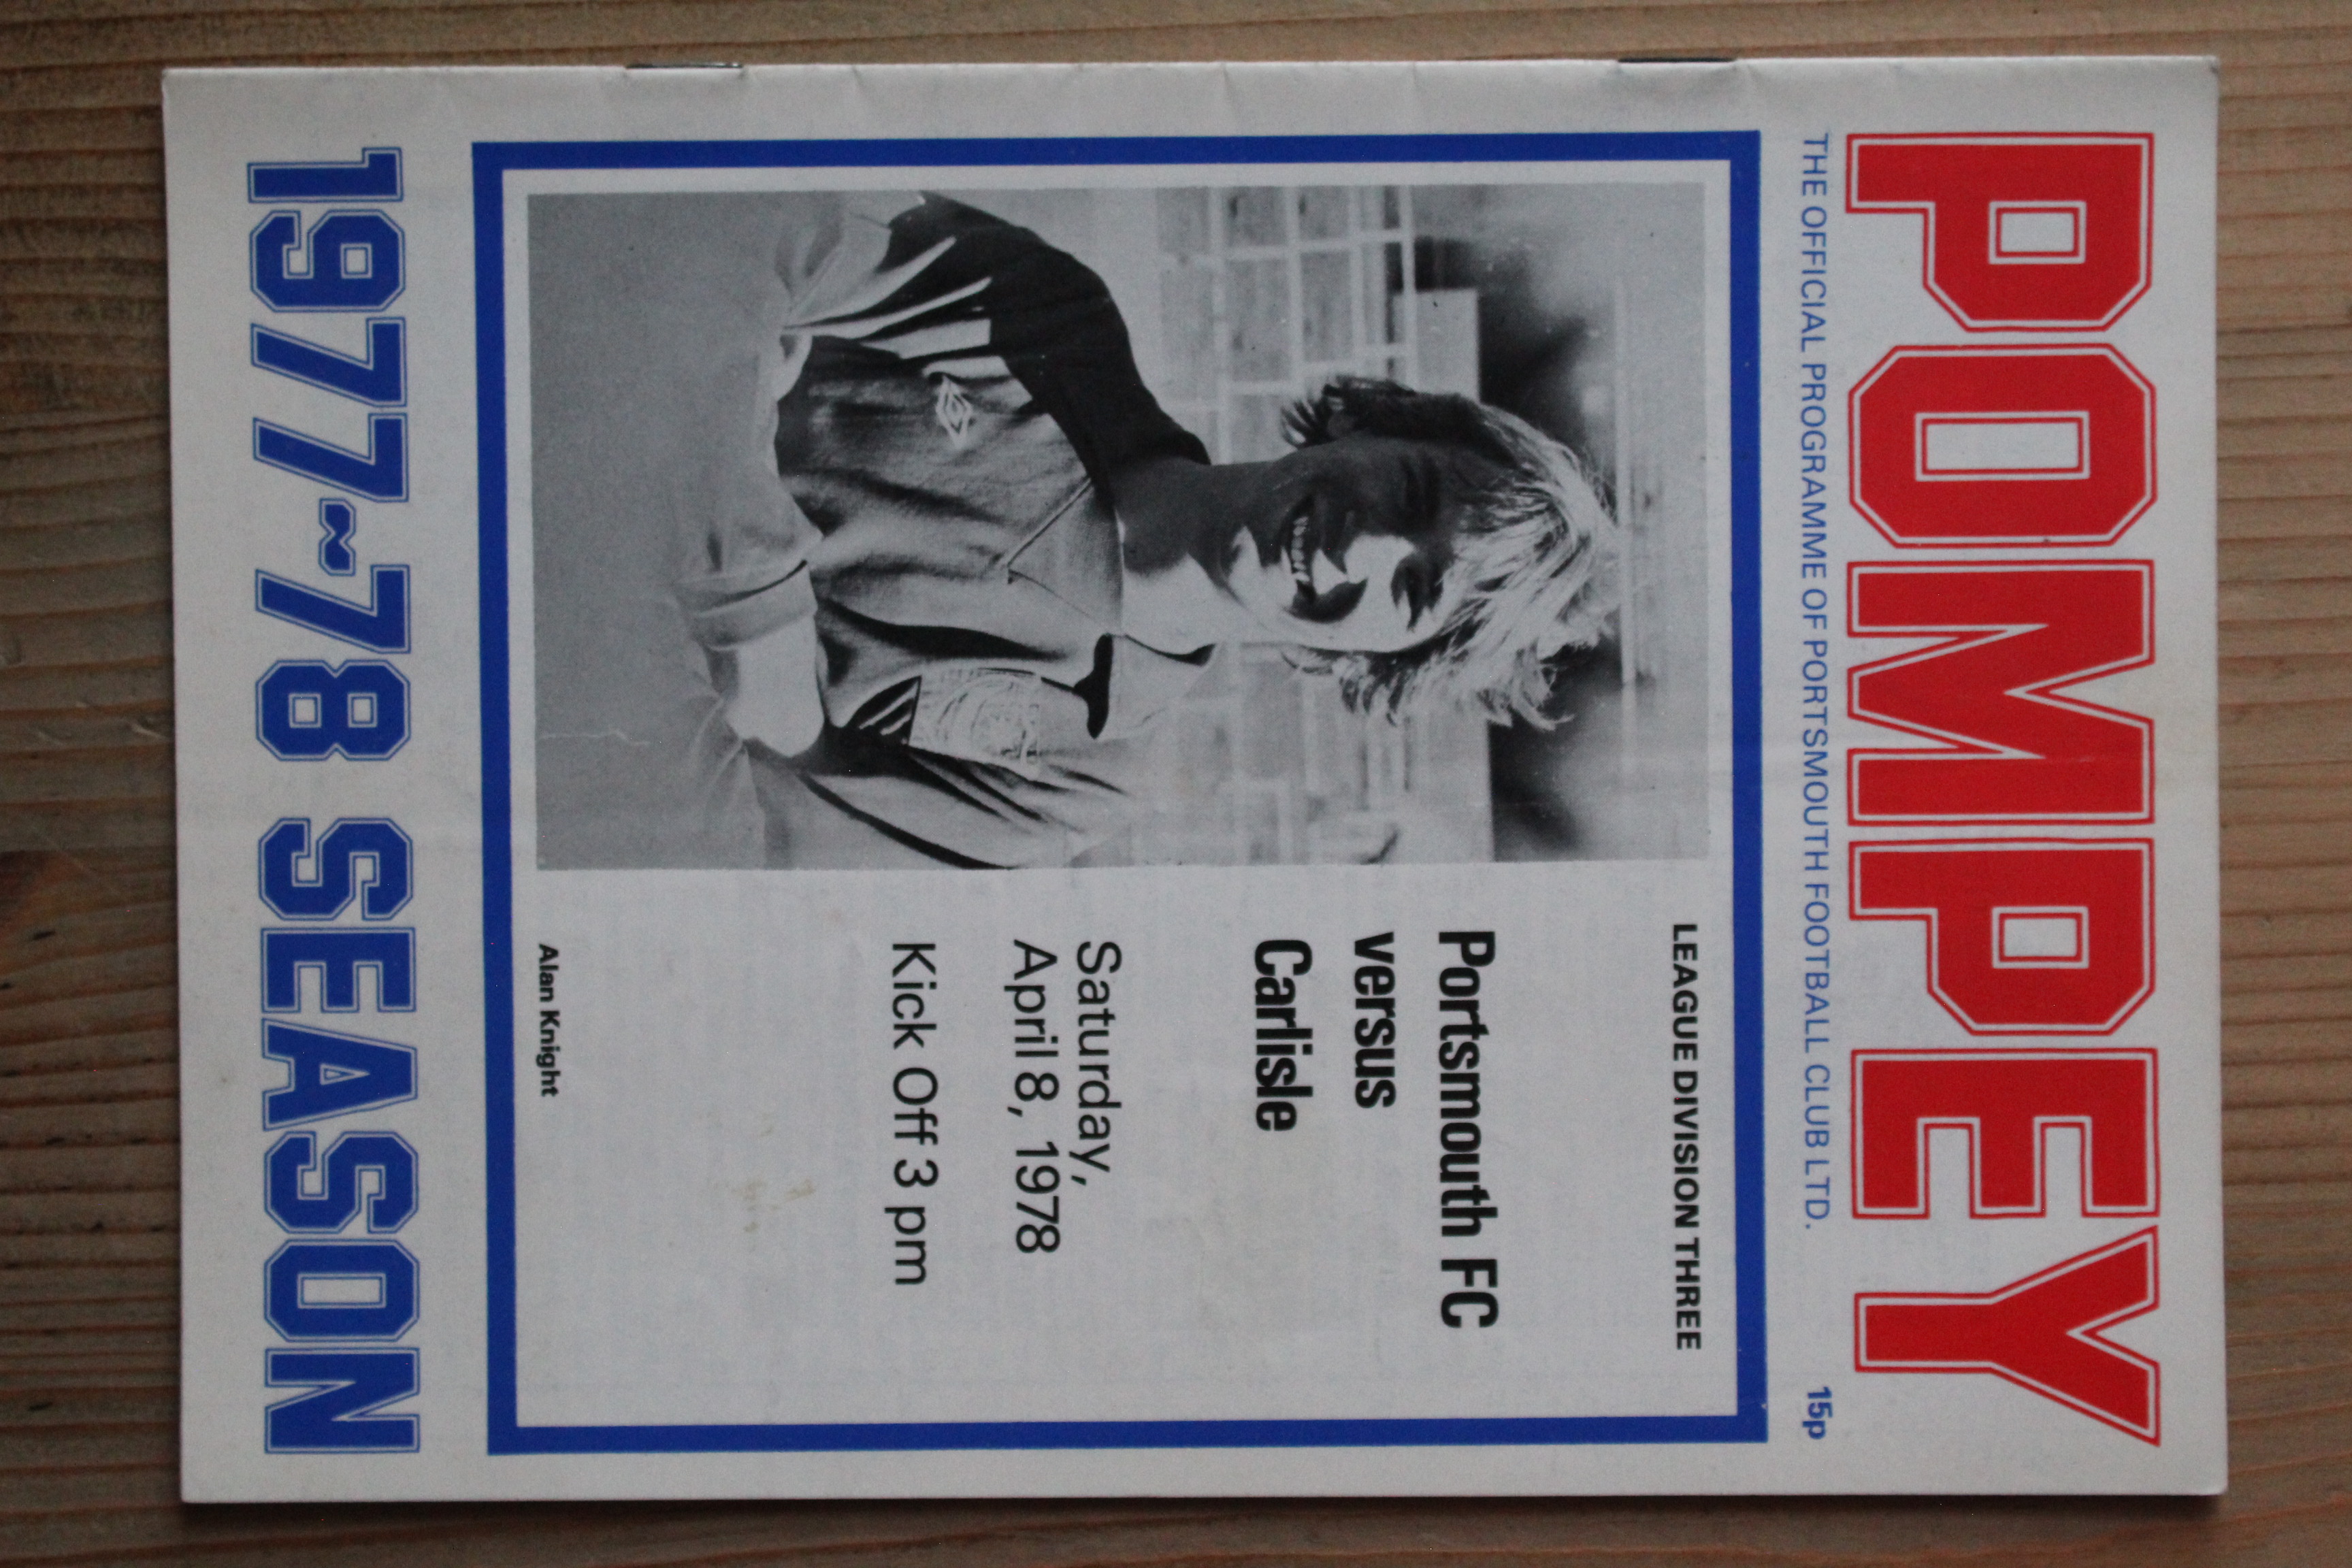 POMPEY
THE OFFICIAL PROGRAMME OF PORTSMOUTH FOOTBALL CLUB LTD. 15p
LEAGUE DIVISION THREE
Portsmouth FC
versus
Carlisle
Saturday,
April 8, 1978
Kick Off 3 pm
Alan Knight
1977~78 SEASON